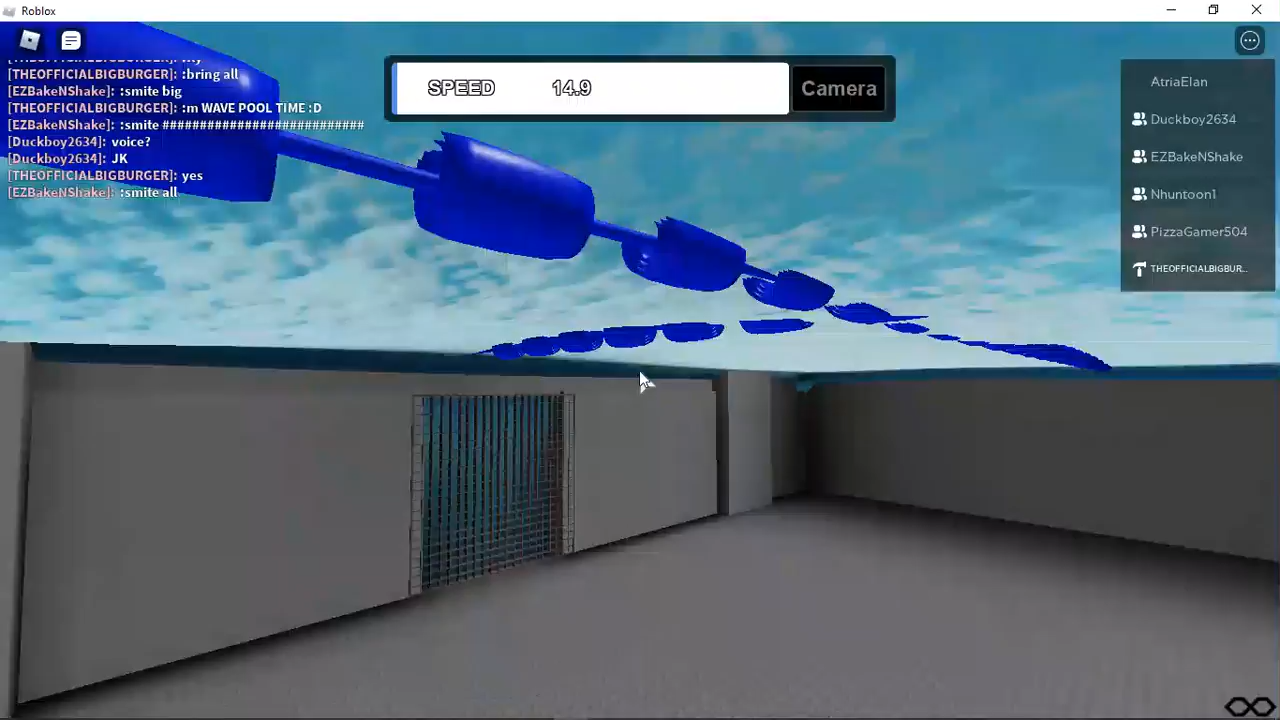 Roblox
[THEOFFICIALBIGBURGER]: :bring all
[EZBakeNShake]: :smite big
[THEOFFICIALBIGBURGER]: :m WAVE POOL TiME :D
[EZBakeNShake]: :smite ############################
[Duckboy2634]: voice?
[Duckboy2634]: JK
[THEOFFICIALBIGBURGER]: yes
[EZBakeNShake]: :smite all
SPEED 14.9
Camera
AtriaElan
Duckboy2634
EZBakeNShake
Nhuntoon1
PizzaGamer504
THEOFFICIALBIGBUR...